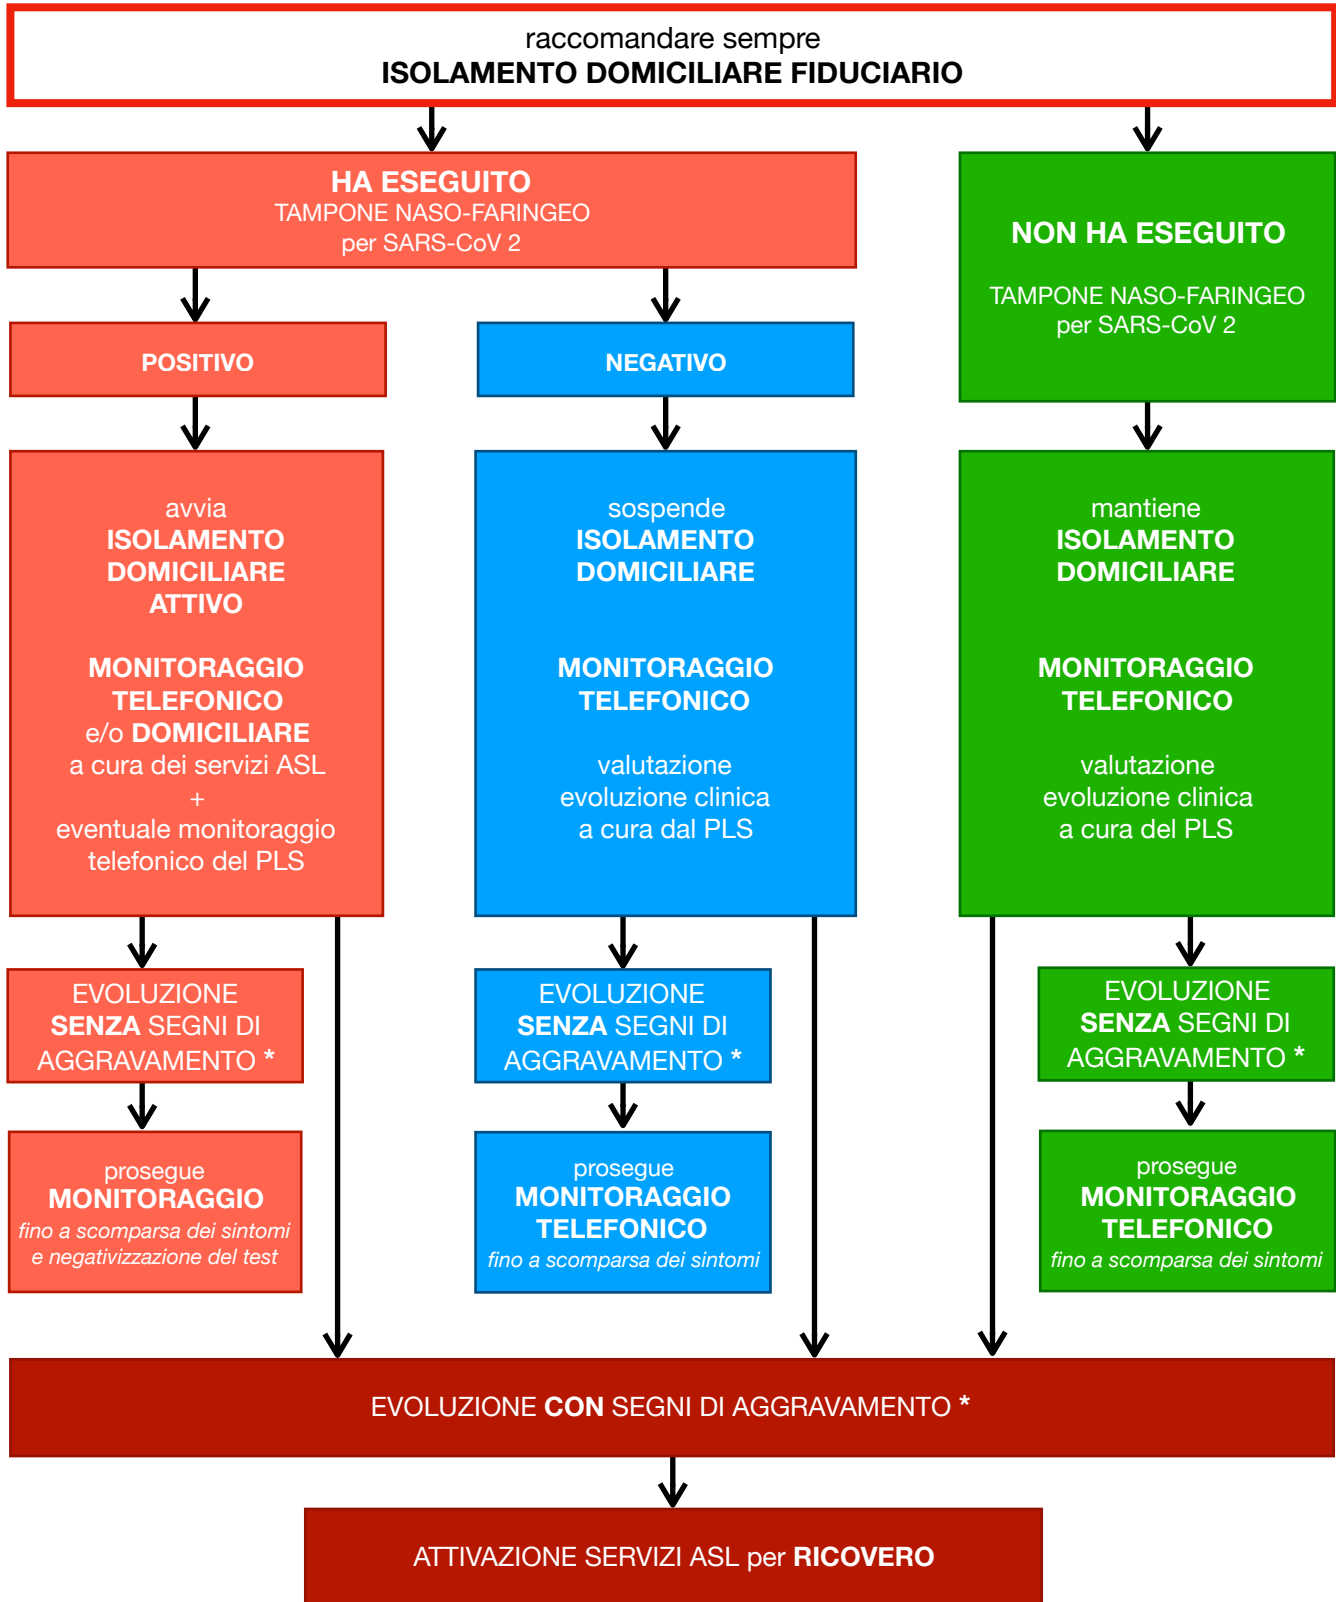 raccomandare sempre
ISOLAMENTO DOMICILIARE FIDUCIARIO
HA ESEGUITO
TAMPONE NASO-FARINGEO
per SARS-CoV 2
NON HA ESEGUITO
TAMPONE NASO-FARINGEO
per SARS-CoV 2
POSITIVO
NEGATIVO
avvia
ISOLAMENTO
DOMICILIARE
ATTIVO
MONITORAGGIO
TELEFONICO
e/o DOMICILIARE
a cura dei servizi ASL
+
eventuale monitoraggio
telefonico del PLS
sospende
ISOLAMENTO
DOMICILIARE
MONITORAGGIO
TELEFONICO
valutazione
evoluzione clinica
a cura dal PLS
mantiene
ISOLAMENTO
DOMICILIARE
MONITORAGGIO
TELEFONICO
valutazione
evoluzione clinica
a cura del PLS
EVOLUZIONE
SENZA SEGNI DI
AGGRAVAMENTO *
EVOLUZIONE
SENZA SEGNI DI
AGGRAVAMENTO *
EVOLUZIONE
SENZA SEGNI DI
AGGRAVAMENTO *
prosegue
MONITORAGGIO
fino a scomparsa dei sintomi
e negativizzazione del test
prosegue
MONITORAGGIO
TELEFONICO
fino a scomparsa dei sintomi
prosegue
MONITORAGGIO
TELEFONICO
fino a scomparsa dei sintomi
EVOLUZIONE CON SEGNI DI AGGRAVAMENTO *
ATTIVAZIONE SERVIZI ASL per RICOVERO